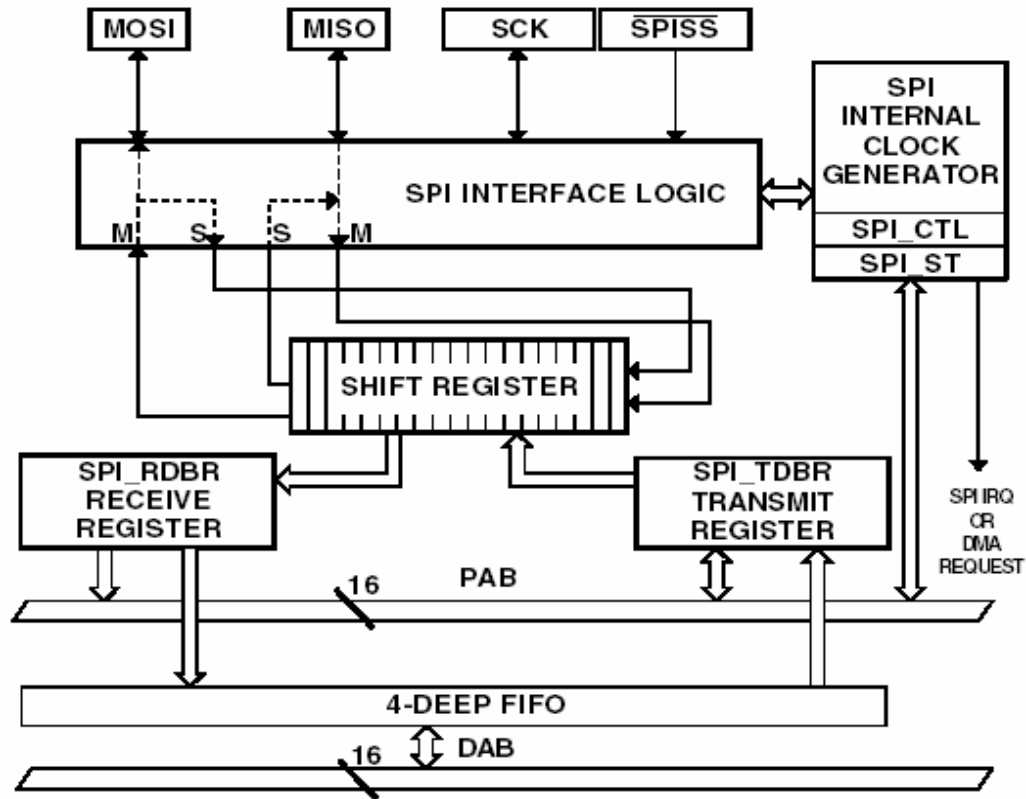 MOSI
MISO
SCK
SPISS
SPI
INTERNAL
CLOCK
GENERATOR
SPI INTERFACE LOGIC
M
S
S
M
SPI_CTL
SPI_ST
SHIFT REGISTER
SPI_RDBR
RECEIVE
REGISTER
SPI_TDBR
TRANSMIT
REGISTER
SPI IRQ
OR
DMA
REQUEST
16
PAB
4-DEEP FIFO
16
DAB